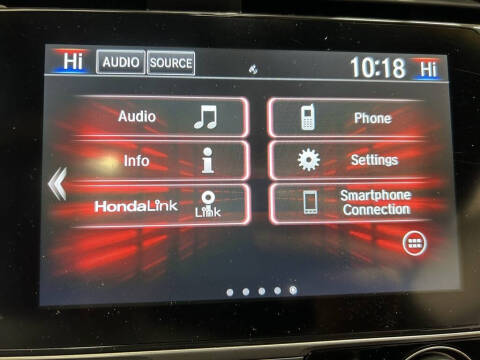 Hi AUDIO SOURCE 10:18 Hi
Audio Phone
Info Settings
HondaLink Link Smartphone
Connection